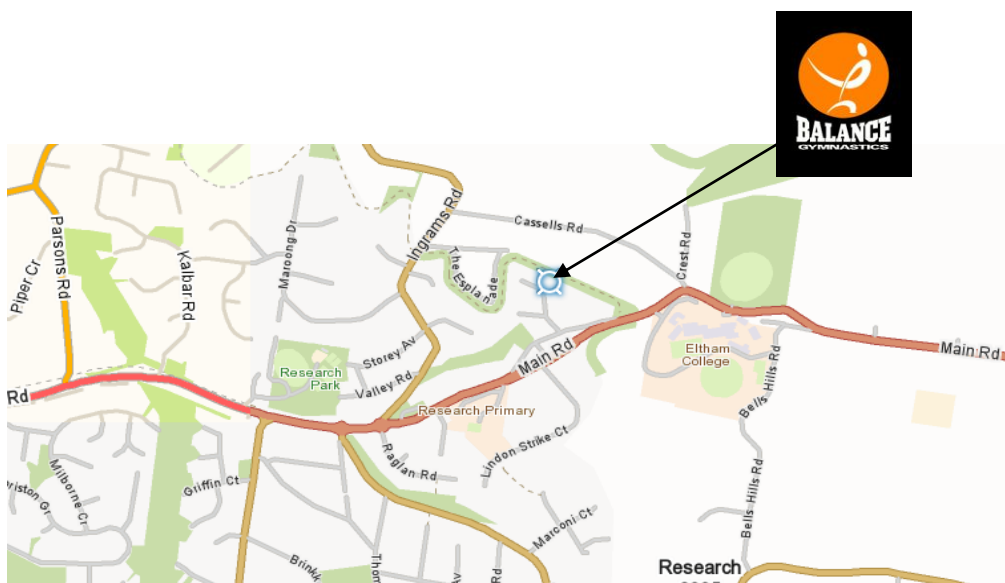 BALANCE
GYMNASTICS
Cassells Rd
Ingrams Rd
Crest Rd
Maroong Dr
Parsons Rd
Piper Cr
Kalbar Rd
The Esplanade
Main Rd
Main Rd
Eltham
College
Storey Av
Research
Park
Valley Rd
Rd
Research Primary
Bells Hills Rd
Lindon Strike Ct
Raglan Rd
Milborne Cr
Griffin Ct
Bells Hills Rd
Marconi Ct
Research
Av
Rd